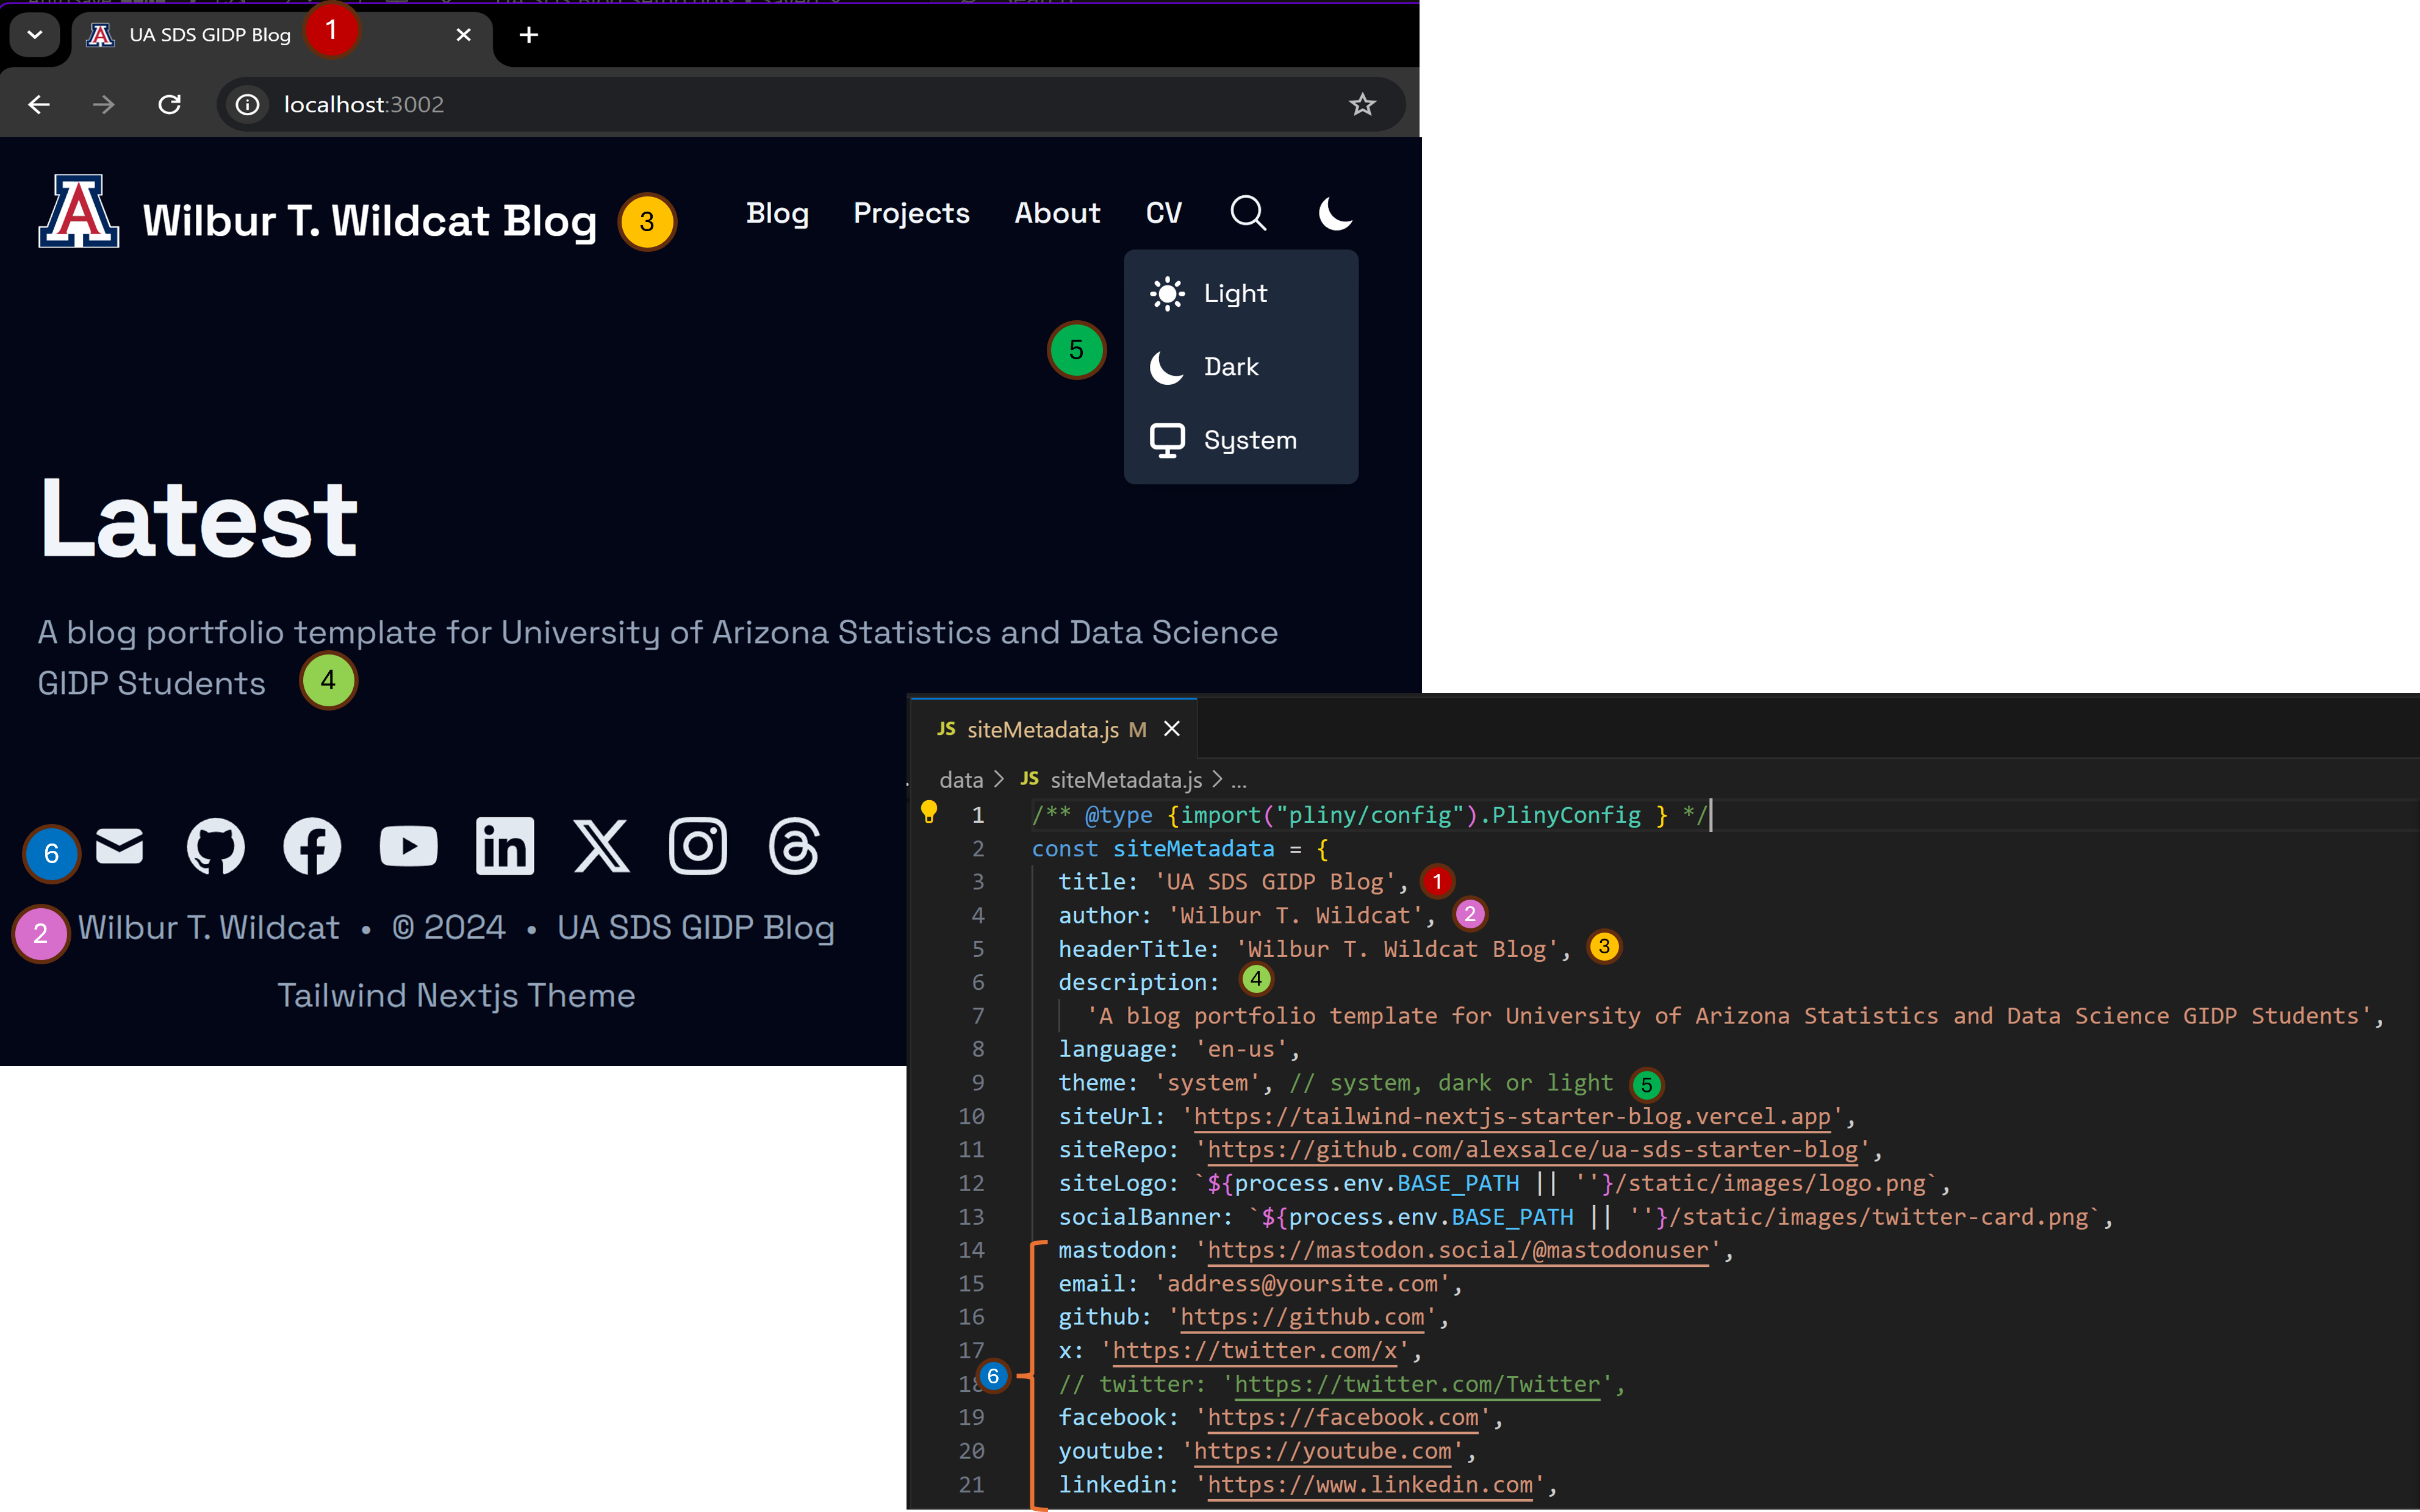 UA SDS GIDP Blog 1
localhost:3002
A Wilbur T. Wildcat Blog 3 Blog Projects About CV
Light
5
Dark
System
Latest
A blog portfolio template for University of Arizona Statistics and Data Science
GIDP Students 4
6
2 Wilbur T. Wildcat • © 2024 • UA SDS GIDP Blog
Tailwind Nextjs Theme
JS siteMetadata.js M
data > JS siteMetadata.js > ...
1 /** @type {import("pliny/config").PlinyConfig } */
2 const siteMetadata = {
3 title: 'UA SDS GIDP Blog', 1
4 author: 'Wilbur T. Wildcat', 2
5 headerTitle: 'Wilbur T. Wildcat Blog', 3
6 description: 4
7 'A blog portfolio template for University of Arizona Statistics and Data Science GIDP Students',
8 language: 'en-us',
9 theme: 'system', // system, dark or light 5
10 siteUrl: 'https://tailwind-nextjs-starter-blog.vercel.app',
11 siteRepo: 'https://github.com/alexsalce/ua-sds-starter-blog',
12 siteLogo: `${process.env.BASE_PATH || ''}/static/images/logo.png`,
13 socialBanner: `${process.env.BASE_PATH || ''}/static/images/twitter-card.png`,
14 mastodon: 'https://mastodon.social/@mastodonuser',
15 email: 'address@yoursite.com',
16 github: 'https://github.com',
17 x: 'https://twitter.com/x',
6
18 // twitter: 'https://twitter.com/Twitter',
19 facebook: 'https://facebook.com',
20 youtube: 'https://youtube.com',
21 linkedin: 'https://www.linkedin.com',